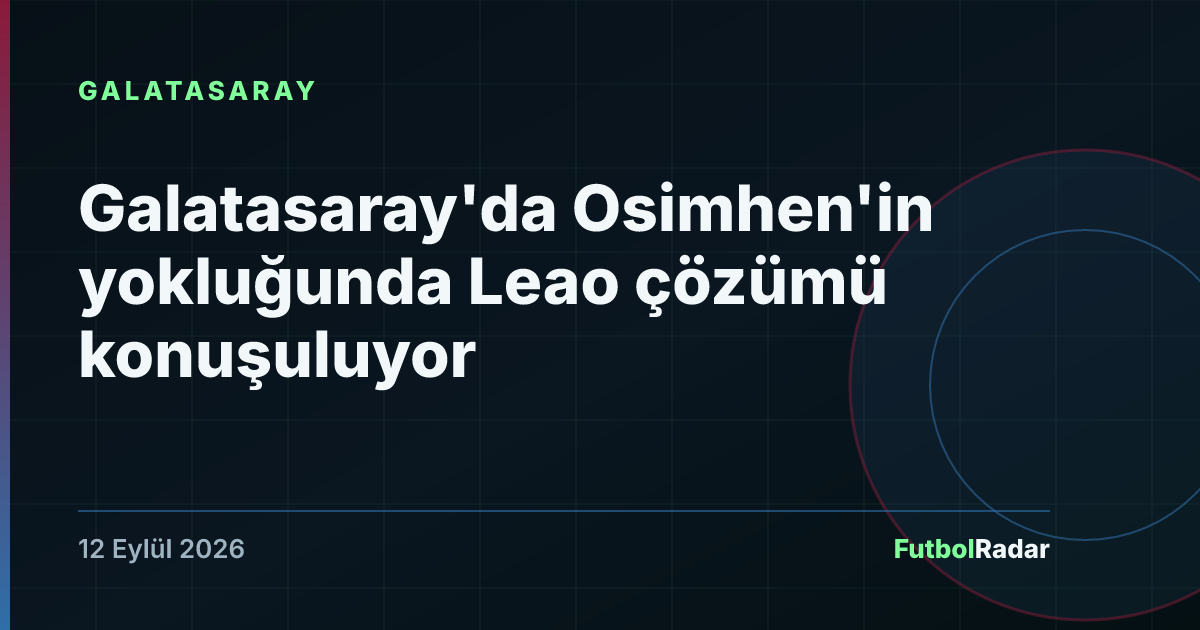 GALATASARAY
Galatasaray'da Osimhen'in
yokluğunda Leao çözümü
konuşuluyor
12 Eylül 2026
FutbolRadar